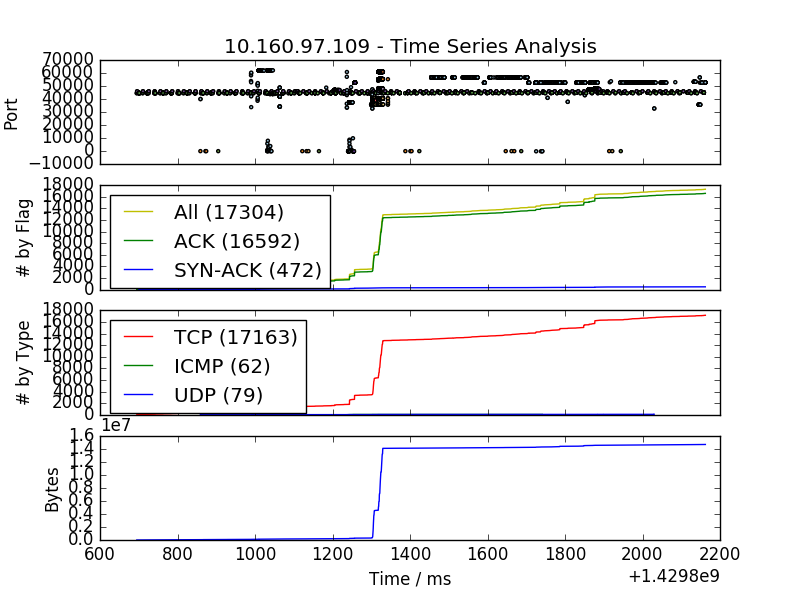 10.160.97.109 - Time Series Analysis
Port
70000
60000
50000
40000
30000
20000
10000
0
−10000
# by Flag
18000
16000
14000
12000
10000
8000
6000
4000
2000
0
All (17304)
ACK (16592)
SYN-ACK (472)
# by Type
18000
16000
14000
12000
10000
8000
6000
4000
2000
0
TCP (17163)
ICMP (62)
UDP (79)
1e7
Bytes
1.6
1.4
1.2
1.0
0.8
0.6
0.4
0.2
0.0
600 800 1000 1200 1400 1600 1800 2000 2200
Time / ms
+1.4298e9